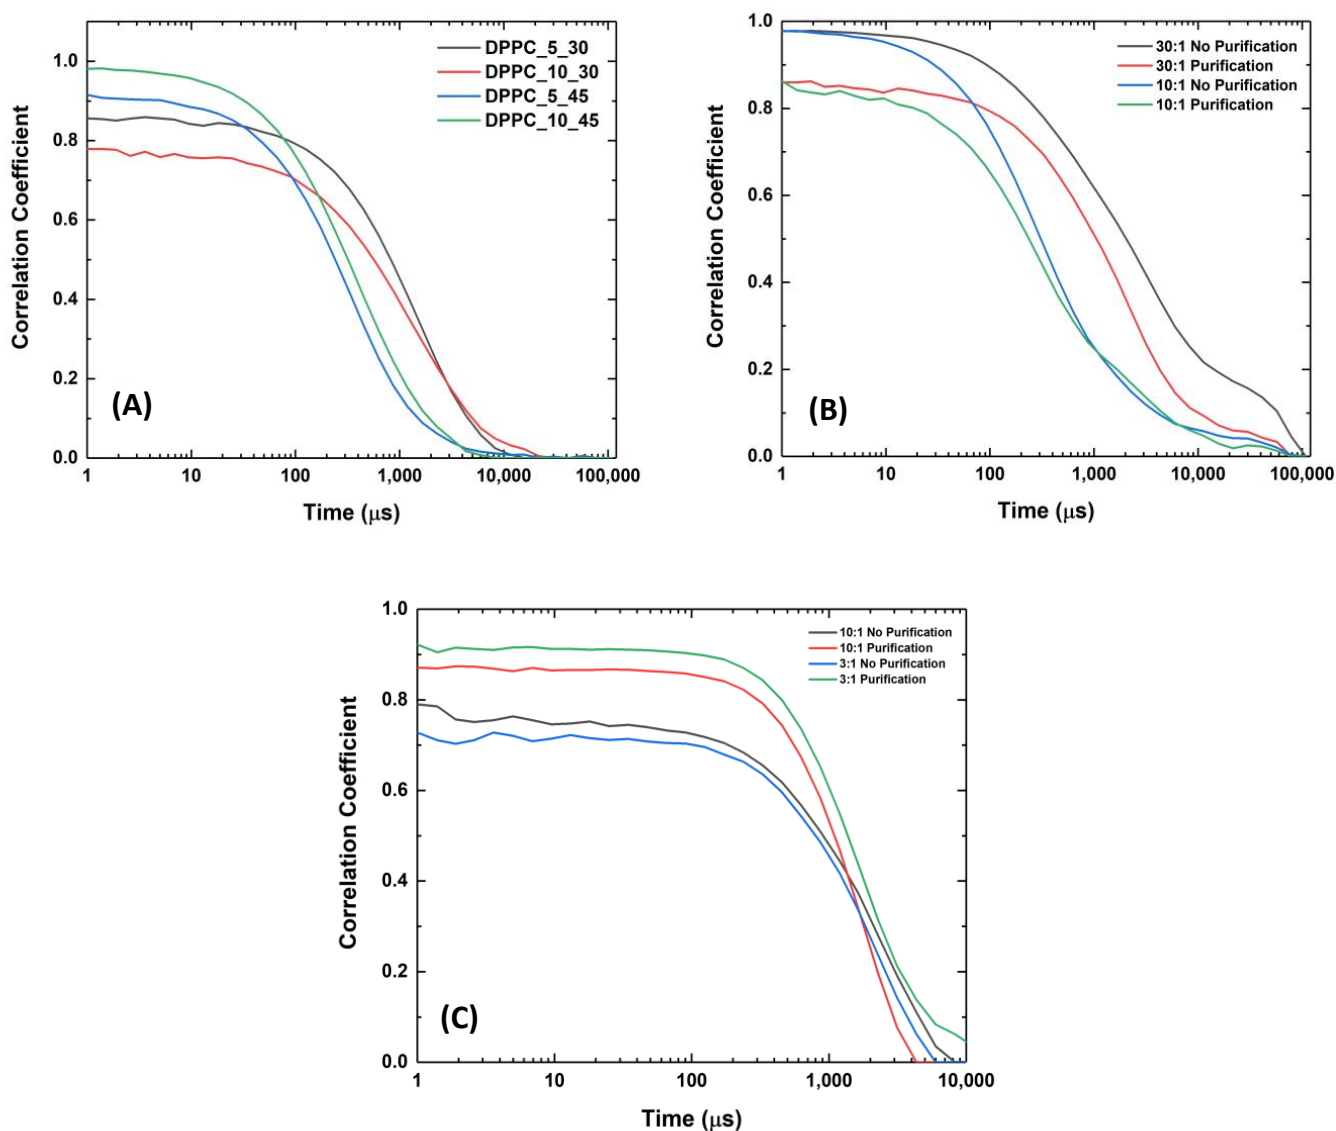 1.0
0.8
0.6
0.4
0.2
0.0
Correlation Coefficient
DPPC_5_30
DPPC_10_30
DPPC_5_45
DPPC_10_45
(A)
1 10 100 1,000 10,000 100,000
Time (μs)
1.0
0.8
0.6
0.4
0.2
0.0
Correlation Coefficient
30:1 No Purification
30:1 Purification
10:1 No Purification
10:1 Purification
(B)
1 10 100 1,000 10,000 100,000
Time (μs)
1.0
0.8
0.6
0.4
0.2
0.0
Correlation Coefficient
10:1 No Purification
10:1 Purification
3:1 No Purification
3:1 Purification
(C)
1 10 100 1,000 10,000
Time (μs)